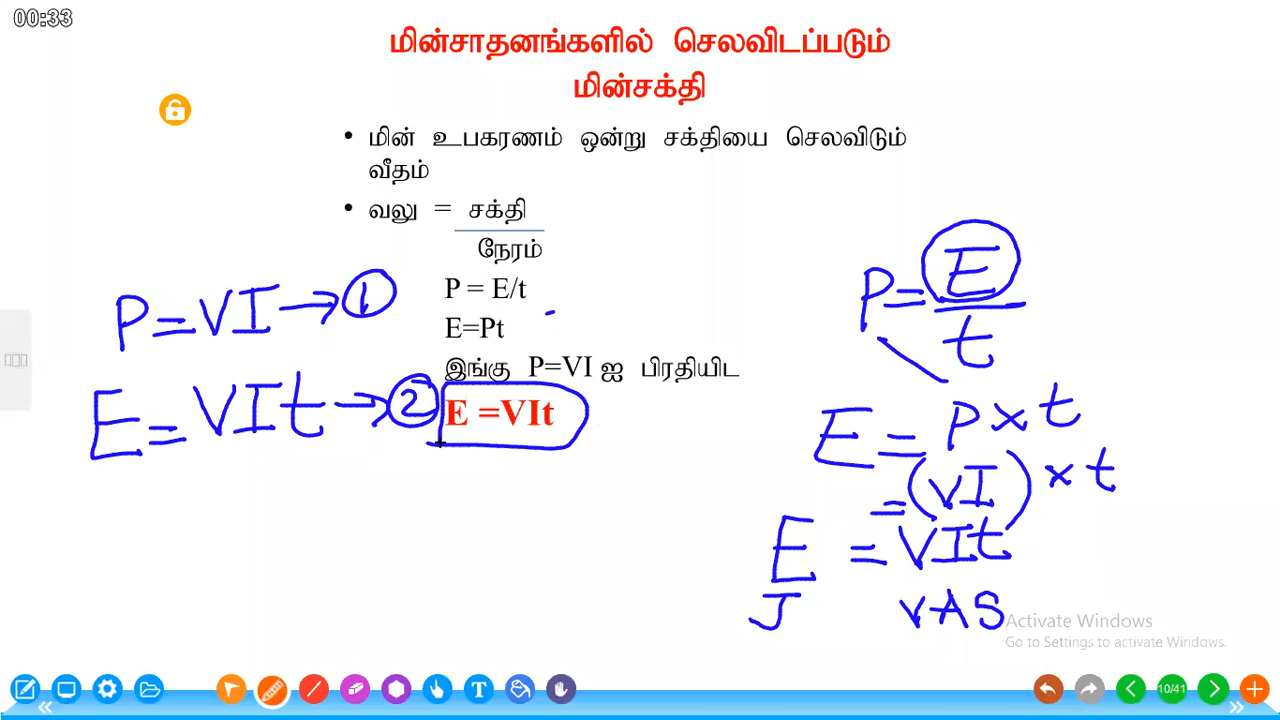 00:33
மின்சாதனங்களில் செலவிடப்படும்
மின்சக்தி
• மின் உபகரணம் ஒன்று சக்தியை செலவிடும்
வீதம்
• வலு = சக்தி
நேரம்
P = E/t
E=Pt
இங்கு P=VI ஐ பிரதியிட
E =VIt
P=VI→①
E=VIt→②
P=E
t
E = P×t
=(VI)×t
E = VIt
J VAS
Activate Windows
Go to Settings to activate Windows.
10/41